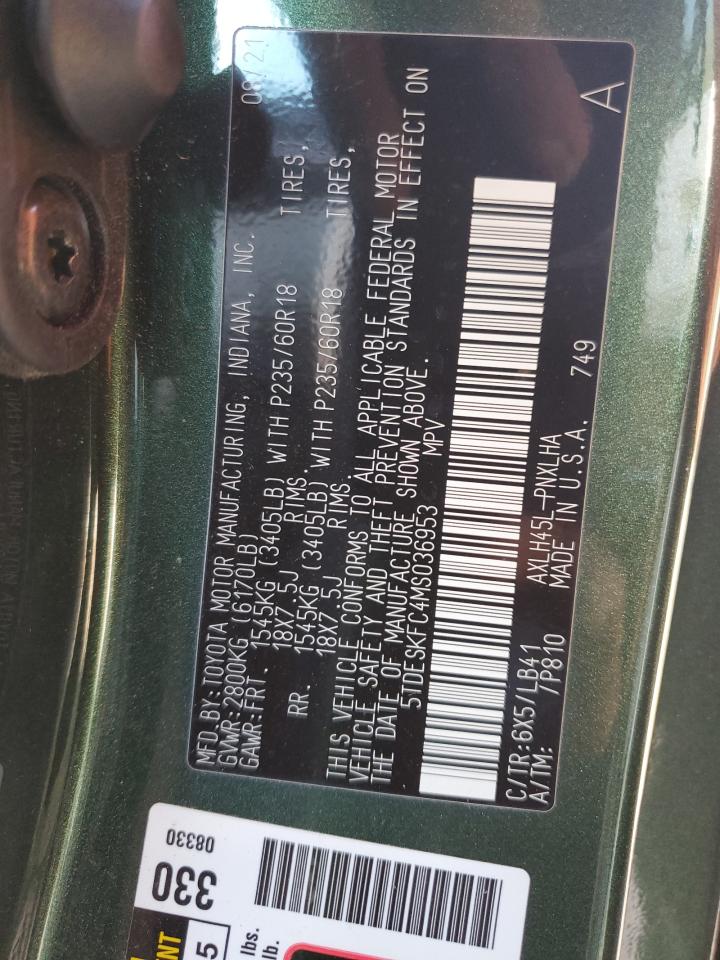 MFD.BY:TOYOTA MOTOR MANUFACTURING, INDIANA, INC. 08/21
GVWR:2800KG (6170LB)
GAWR:FRT. 1545KG (3405LB) WITH P235/60R18 TIRES,
18X7.5J RIMS.
RR. 1545KG (3405LB) WITH P235/60R18 TIRES,
18X7.5J RIMS.
THIS VEHICLE CONFORMS TO ALL APPLICABLE FEDERAL MOTOR
VEHICLE SAFETY AND THEFT PREVENTION STANDARDS IN EFFECT ON
THE DATE OF MANUFACTURE SHOWN ABOVE.
5TDESKFC4MS036953 MPV
C/TR:6X5/LB41 AXLH45L-PNXLHA
A/TM: /P810 MADE IN U.S.A. 749 A
08330
330
5
lbs.
lb.